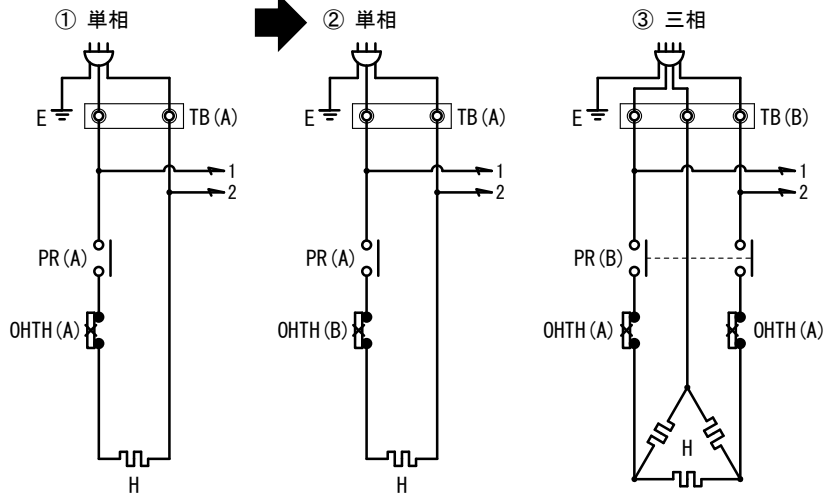 ① 単相
② 単相
③ 三相
E
TB(A)
E
TB(A)
E
TB(B)
1
2
1
2
1
2
PR(A)
PR(A)
PR(B)
OHTH(A)
OHTH(B)
OHTH(A)
OHTH(A)
H
H
H